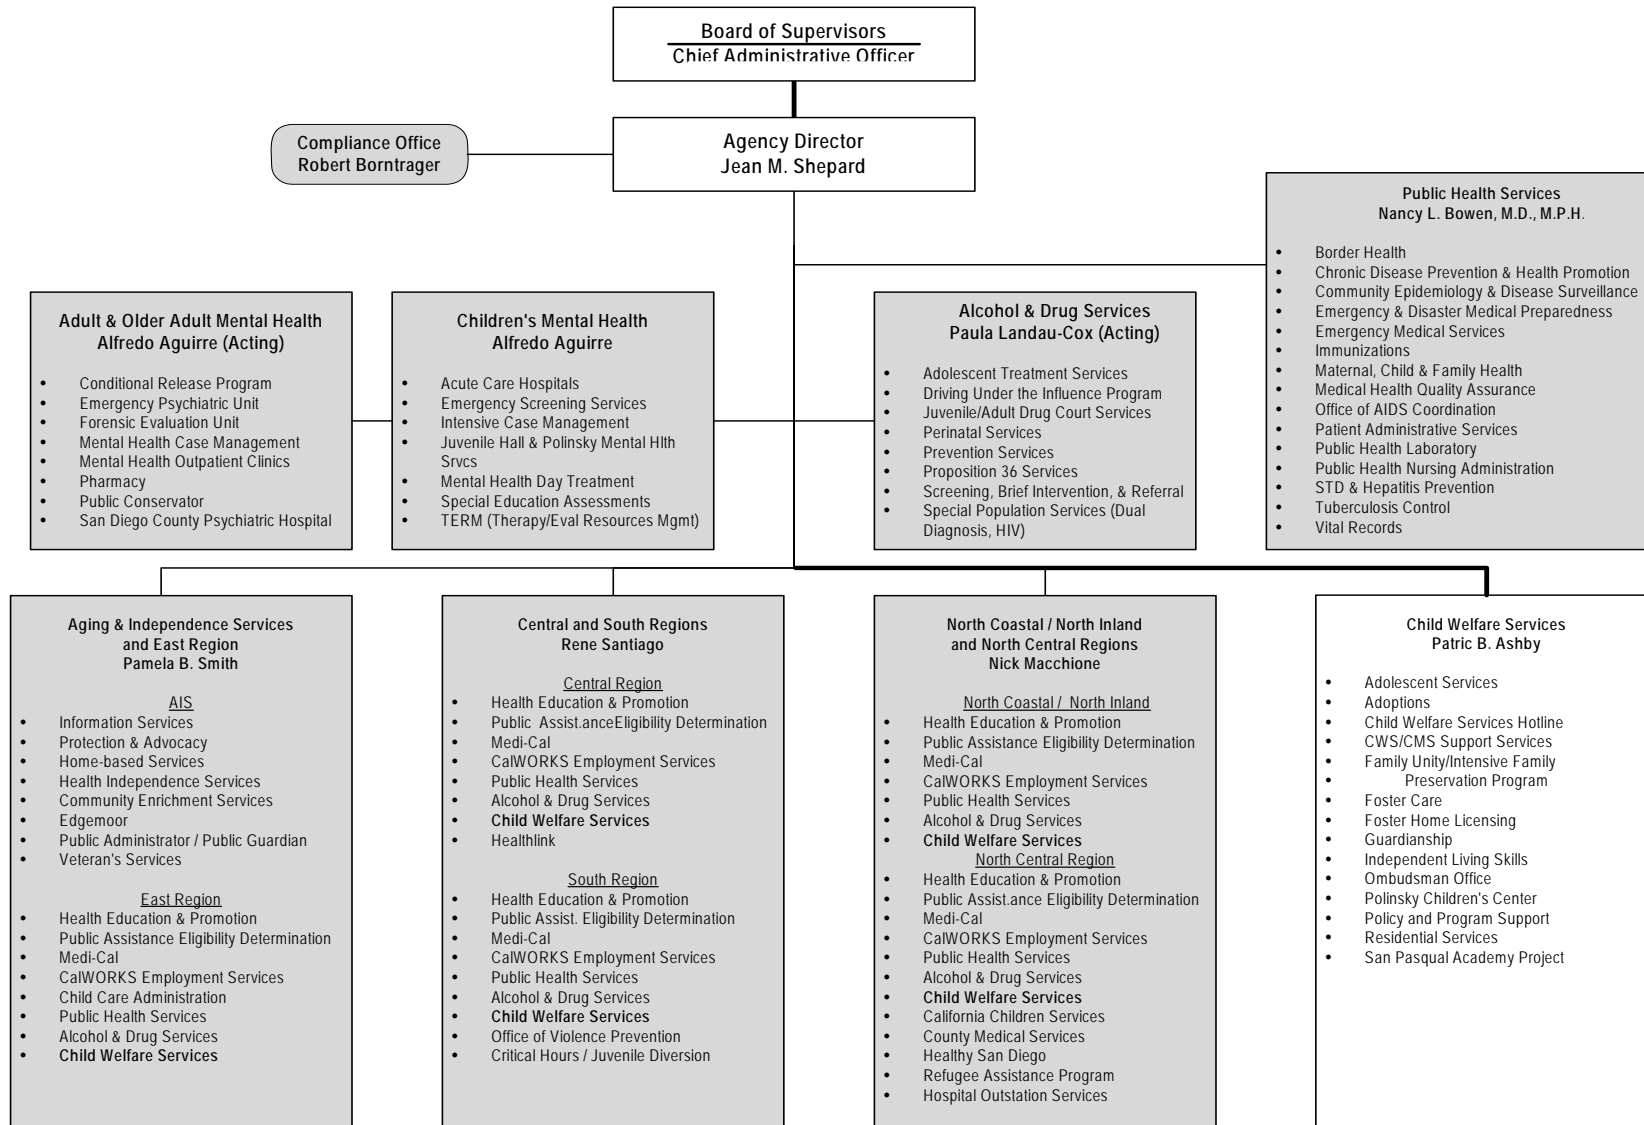 Board of Supervisors
Chief Administrative Officer
Compliance Office
Robert Borntrager
Agency Director
Jean M. Shepard
Public Health Services
Nancy L. Bowen, M.D., M.P.H.
• Border Health
• Chronic Disease Prevention & Health Promotion
• Community Epidemiology & Disease Surveillance
• Emergency & Disaster Medical Preparedness
• Emergency Medical Services
• Immunizations
• Maternal, Child & Family Health
• Medical Health Quality Assurance
• Office of AIDS Coordination
• Patient Administrative Services
• Public Health Laboratory
• Public Health Nursing Administration
• STD & Hepatitis Prevention
• Tuberculosis Control
• Vital Records
Adult & Older Adult Mental Health
Alfredo Aguirre (Acting)
• Conditional Release Program
• Emergency Psychiatric Unit
• Forensic Evaluation Unit
• Mental Health Case Management
• Mental Health Outpatient Clinics
• Pharmacy
• Public Conservator
• San Diego County Psychiatric Hospital
Children's Mental Health
Alfredo Aguirre
• Acute Care Hospitals
• Emergency Screening Services
• Intensive Case Management
• Juvenile Hall & Polinsky Mental Hlth
Srvcs
• Mental Health Day Treatment
• Special Education Assessments
• TERM (Therapy/Eval Resources Mgmt)
Alcohol & Drug Services
Paula Landau-Cox (Acting)
• Adolescent Treatment Services
• Driving Under the Influence Program
• Juvenile/Adult Drug Court Services
• Perinatal Services
• Prevention Services
• Proposition 36 Services
• Screening, Brief Intervention, & Referral
• Special Population Services (Dual
Diagnosis, HIV)
Aging & Independence Services
and East Region
Pamela B. Smith
AIS
• Information Services
• Protection & Advocacy
• Home-based Services
• Health Independence Services
• Community Enrichment Services
• Edgemoor
• Public Administrator / Public Guardian
• Veteran's Services
East Region
• Health Education & Promotion
• Public Assistance Eligibility Determination
• Medi-Cal
• CalWORKS Employment Services
• Child Care Administration
• Public Health Services
• Alcohol & Drug Services
• Child Welfare Services
Central and South Regions
Rene Santiago
Central Region
• Health Education & Promotion
• Public Assist.anceEligibility Determination
• Medi-Cal
• CalWORKS Employment Services
• Public Health Services
• Alcohol & Drug Services
• Child Welfare Services
• Healthlink
South Region
• Health Education & Promotion
• Public Assist. Eligibility Determination
• Medi-Cal
• CalWORKS Employment Services
• Public Health Services
• Alcohol & Drug Services
• Child Welfare Services
• Office of Violence Prevention
• Critical Hours / Juvenile Diversion
North Coastal / North Inland
and North Central Regions
Nick Macchione
North Coastal / North Inland
• Health Education & Promotion
• Public Assistance Eligibility Determination
• Medi-Cal
• CalWORKS Employment Services
• Public Health Services
• Alcohol & Drug Services
• Child Welfare Services
North Central Region
• Health Education & Promotion
• Public Assist.ance Eligibility Determination
• Medi-Cal
• CalWORKS Employment Services
• Public Health Services
• Alcohol & Drug Services
• Child Welfare Services
• California Children Services
• County Medical Services
• Healthy San Diego
• Refugee Assistance Program
• Hospital Outstation Services
Child Welfare Services
Patric B. Ashby
• Adolescent Services
• Adoptions
• Child Welfare Services Hotline
• CWS/CMS Support Services
• Family Unity/Intensive Family
• Preservation Program
• Foster Care
• Foster Home Licensing
• Guardianship
• Independent Living Skills
• Ombudsman Office
• Polinsky Children's Center
• Policy and Program Support
• Residential Services
• San Pasqual Academy Project